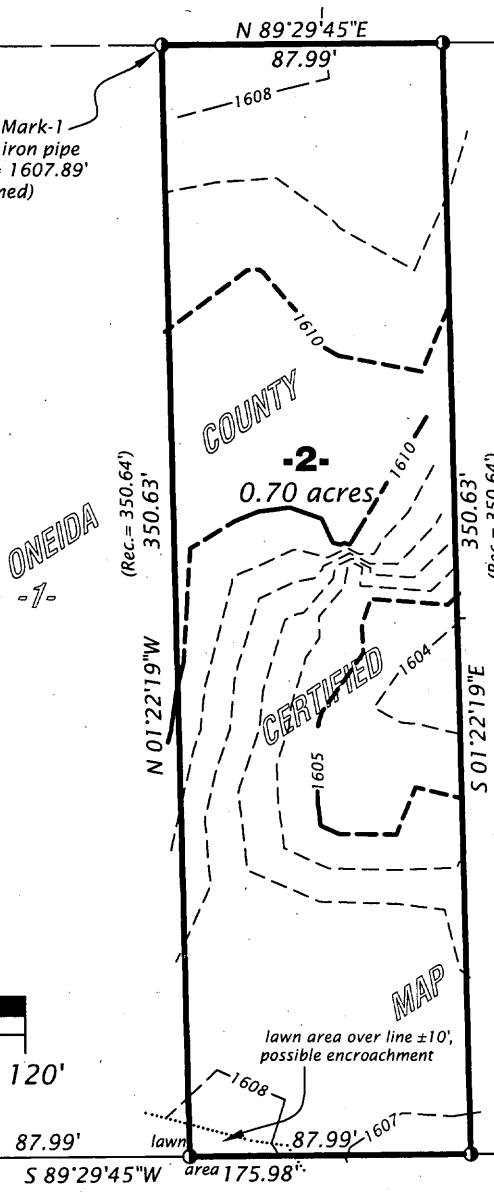 N 89°29'45"E
87.99'
1608
Mark-1
iron pipe
= 1607.89'
ned)
1610
COUNTY
-2-
0.70 acres
1610
(Rec.= 350.64')
350.63'
350.63'
(Rec.= 350.64')
ONEIDA
-1-
N 01°22'19"W
CERTIFIED
1604
S 01°22'19"E
1605
MAP
lawn area over line ±10',
possible encroachment
120'
1608
87.99'
lawn
87.99'
1607
S 89°29'45"W
area
175.98'